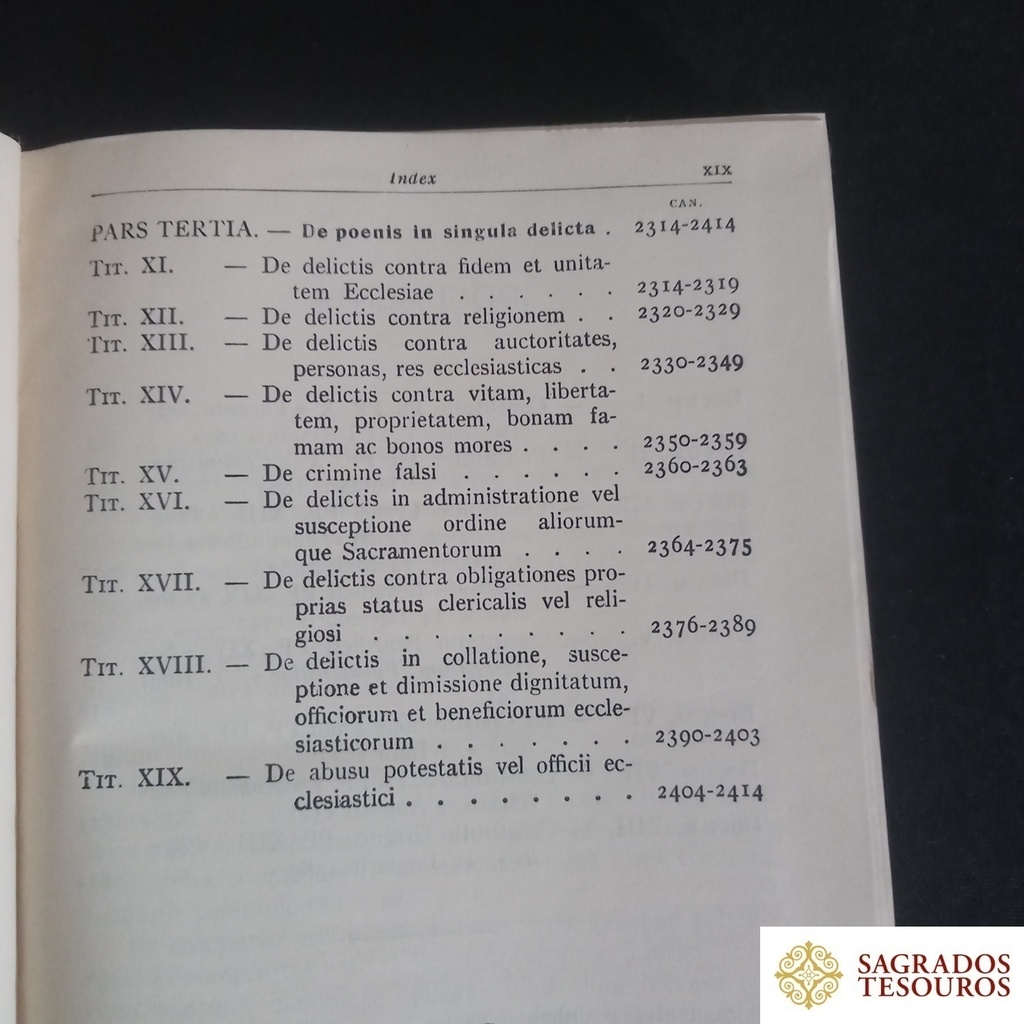 Index XIX
CAN.
PARS TERTIA. — De poenis in singula delicta . 2314-2414
TIT. XI. — De delictis contra fidem et unita-
tem Ecclesiae . . . . . . 2314-2319
TIT. XII. — De delictis contra religionem . . 2320-2329
TIT. XIII. — De delictis contra auctoritates,
personas, res ecclesiasticas . . 2330-2349
TIT. XIV. — De delictis contra vitam, liberta-
tem, proprietatem, bonam fa-
mam ac bonos mores . . . . 2350-2359
TIT. XV. — De crimine falsi . . . . . . 2360-2363
TIT. XVI. — De delictis in administratione vel
susceptione ordine aliorum-
que Sacramentorum . . . . 2364-2375
TIT. XVII. — De delictis contra obligationes pro-
prias status clericalis vel reli-
giosi . . . . . . . . . 2376-2389
TIT. XVIII. — De delictis in collatione, susce-
ptione et dimissione dignitatum,
officiorum et beneficiorum eccle-
siasticorum . . . . . . . 2390-2403
TIT. XIX. — De abusu potestatis vel officii ec-
clesiastici . . . . . . . . 2404-2414
SAGRADOS
TESOUROS